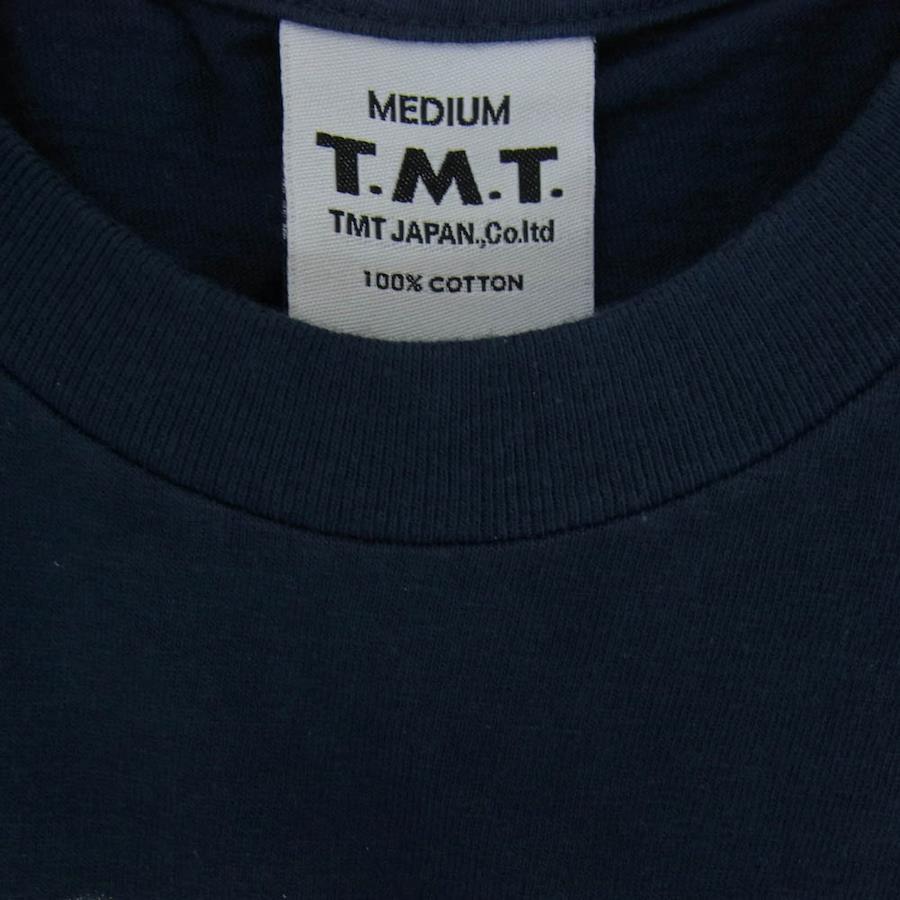 MEDIUM
T.M.T.
TMT JAPAN.,Co.ltd
100% COTTON